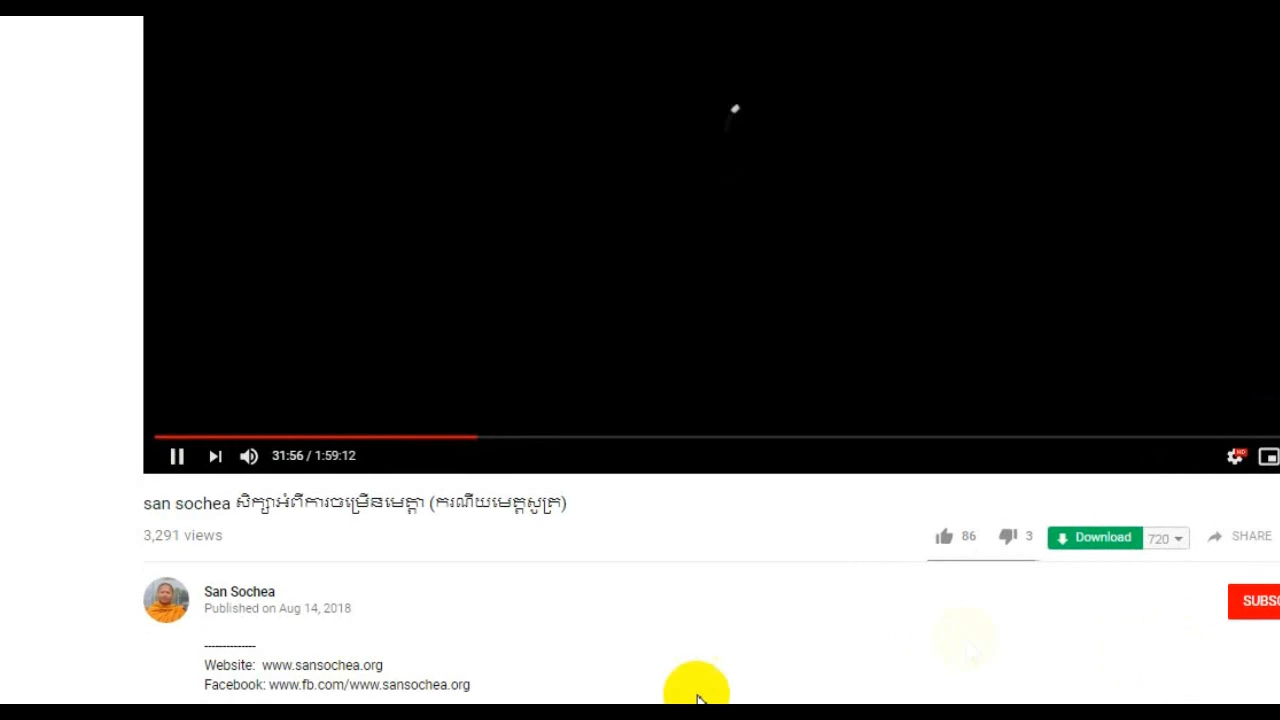 31:56 / 1:59:12
san sochea សិក្សាអំពីការចម្រើនមេត្តា (ករណីយមេត្តសូត្រ)
3,291 views
86 3 Download 720 SHARE
San Sochea
SUBSC
Published on Aug 14, 2018
--------------
Website: www.sansochea.org
Facebook: www.fb.com/www.sansochea.org